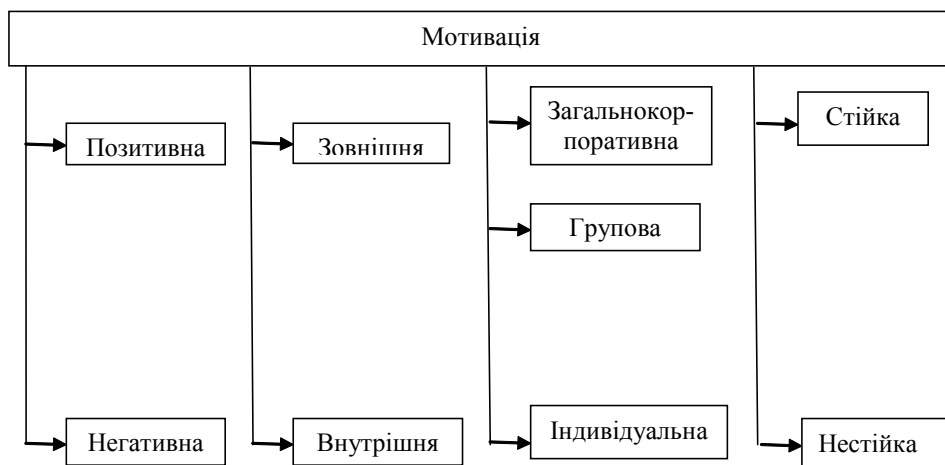 Мотивація
Позитивна
Зовнішня
Загальнокор-
поративна
Стійка
Групова
Негативна
Внутрішня
Індивідуальна
Нестійка